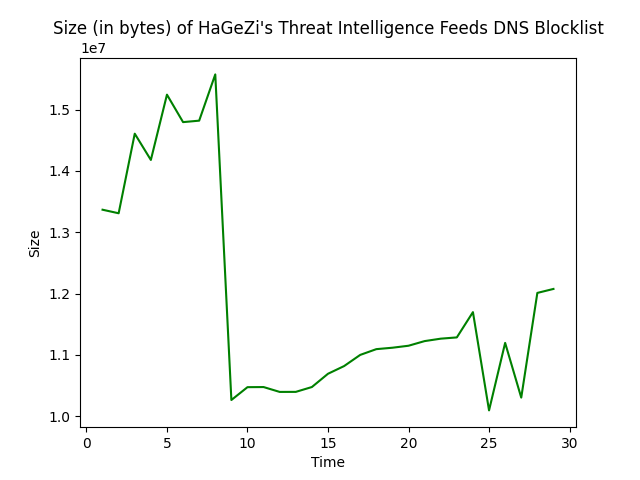 Size (in bytes) of HaGeZi's Threat Intelligence Feeds DNS Blocklist
1e7
1.5
1.4
1.3
1.2
1.1
1.0
Size
0 5 10 15 20 25 30
Time